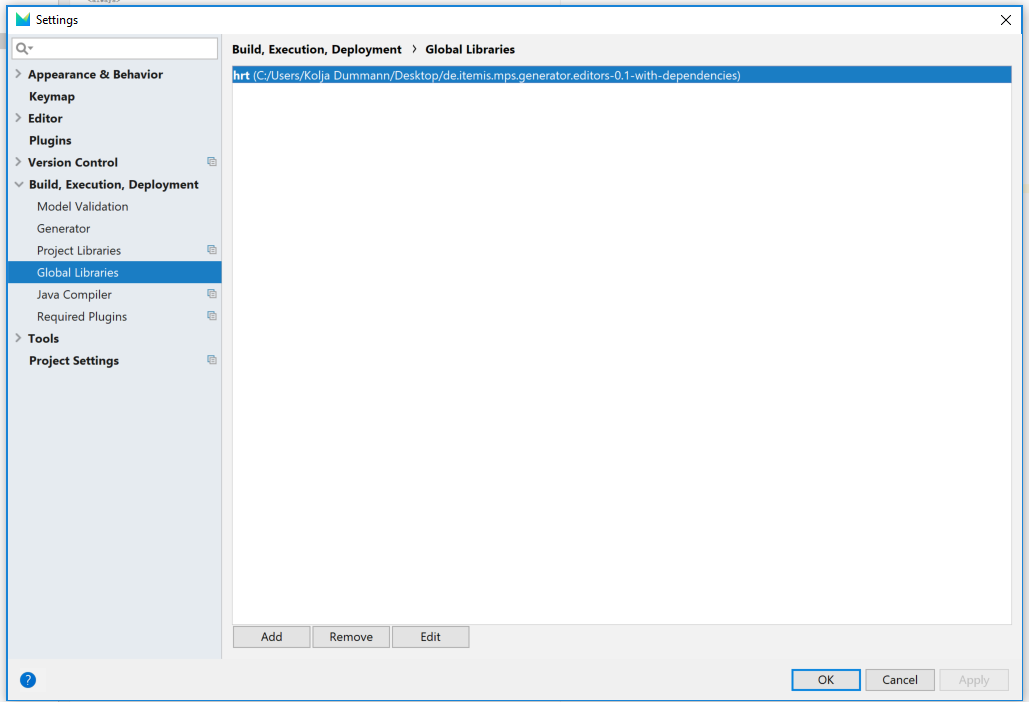 Settings
Build, Execution, Deployment > Global Libraries
Appearance & Behavior
Keymap
Editor
Plugins
Version Control
Build, Execution, Deployment
Model Validation
Generator
Project Libraries
Global Libraries
Java Compiler
Required Plugins
Tools
Project Settings
hrt (C:/Users/Kolja Dummann/Desktop/de.itemis.mps.generator.editors-0.1-with-dependencies)
Add Remove Edit
? OK Cancel Apply